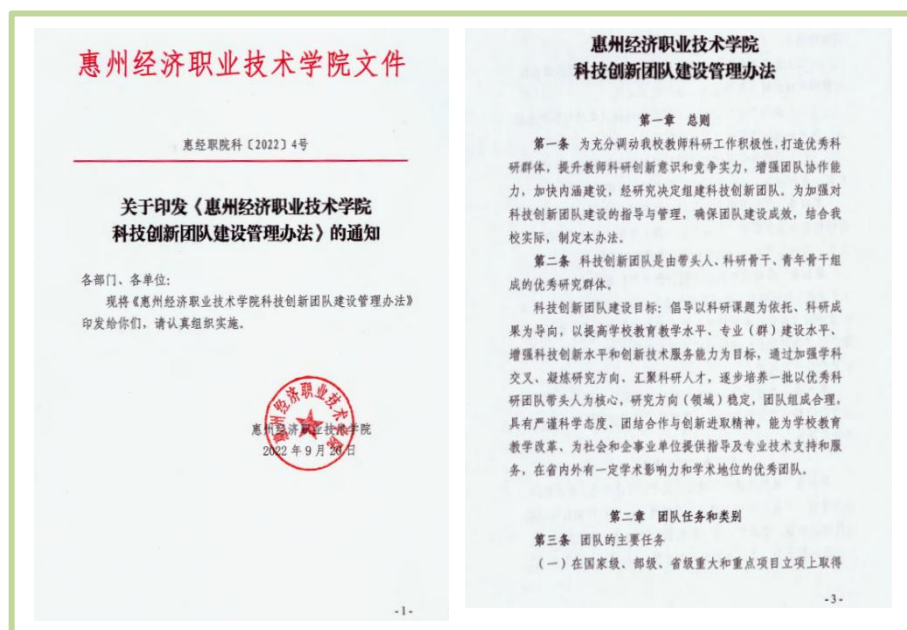 惠州经济职业技术学院文件
惠经职院科〔2022〕4号
关于印发《惠州经济职业技术学院
科技创新团队建设管理办法》的通知
各部门、各单位：
现将《惠州经济职业技术学院科技创新团队建设管理办法》
印发给你们，请认真组织实施。
惠州经济职业技术学院
惠州经济职业技术学院
2022年9月26日
-1-
惠州经济职业技术学院
科技创新团队建设管理办法
第一章 总则
第一条 为充分调动我校教师科研工作积极性，打造优秀科
研群体，提升教师科研创新意识和竞争实力，增强团队协作能
力，加快内涵建设，经研究决定组建科技创新团队。为加强对
科技创新团队建设的指导与管理，确保团队建设成效，结合我
校实际，制定本办法。
第二条 科技创新团队是由带头人、科研骨干、青年骨干组
成的优秀研究群体。
科技创新团队建设目标：倡导以科研课题为依托、科研成
果为导向，以提高学校教育教学水平、专业（群）建设水平、
增强科技创新水平和创新技术服务能力为目标，通过加强学科
交叉、凝炼研究方向、汇聚科研人才，逐步培养一批以优秀科
研团队带头人为核心，研究方向（领域）稳定，团队组成合理，
具有严谨科学态度、团结合作与创新进取精神，能为学校教育
教学改革、为社会和企事业单位提供指导及专业技术支持和服
务，在省内外有一定学术影响力和学术地位的优秀团队。
第二章 团队任务和类别
第三条 团队的主要任务
（一）在国家级、部级、省级重大和重点项目立项上取得
-3-